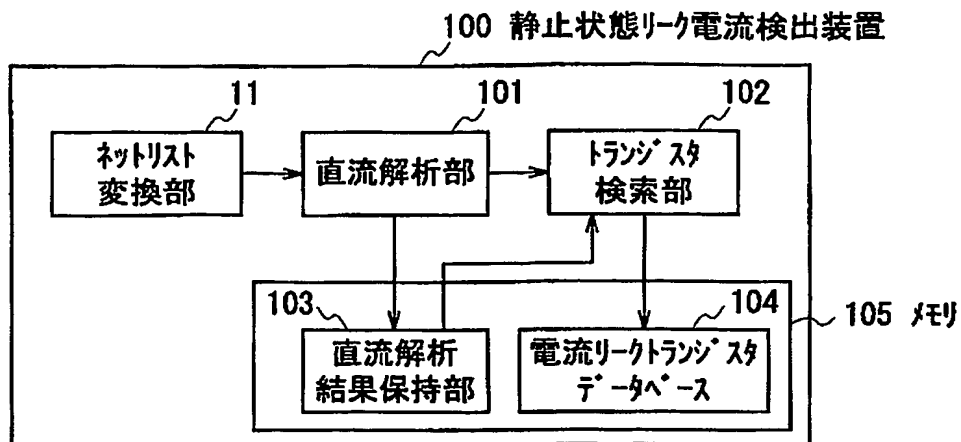 100 静止状態リーク電流検出装置
11
101
102
ネットリスト
変換部
直流解析部
トランジスタ
検索部
103
104
105 メモリ
直流解析
結果保持部
電流リークトランジスタ
データベース